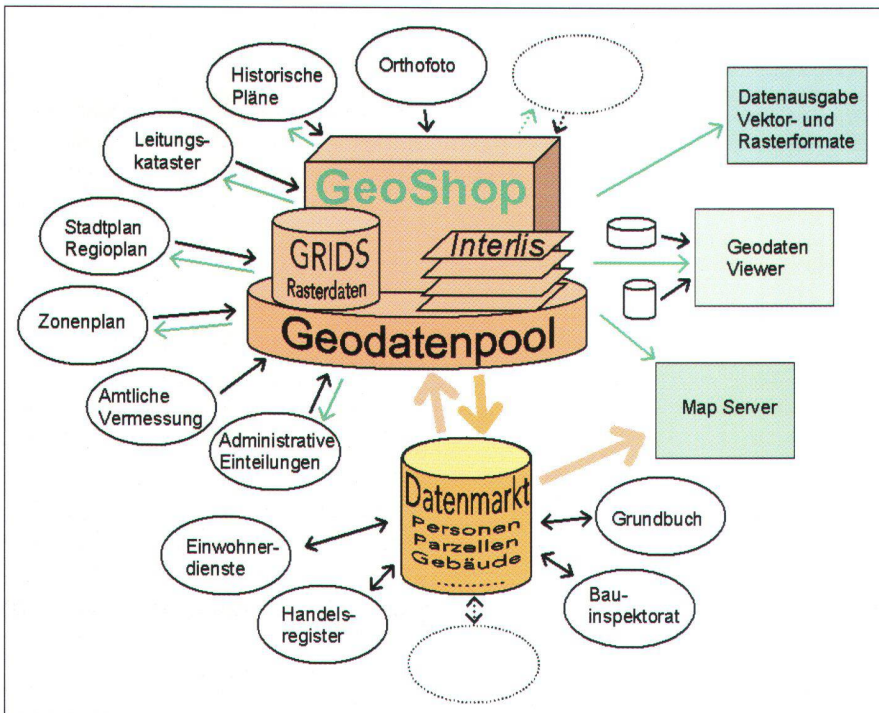 Historische
Pläne
Orthofoto
Datenausgabe
Vektor- und
Rasterformate
Leitungs-
kataster
GeoShop
Stadtplan
Regioplan
GRIDS
Rasterdaten
Interlis
Geodaten
Viewer
Zonenplan
Geodatenpool
Amtliche
Vermessung
Administrative
Einteilungen
Map Server
Datenmarkt
Personen
Parzellen
Gebäude
..........
Grundbuch
Einwohner-
dienste
Handels-
register
Bau-
inspektorat